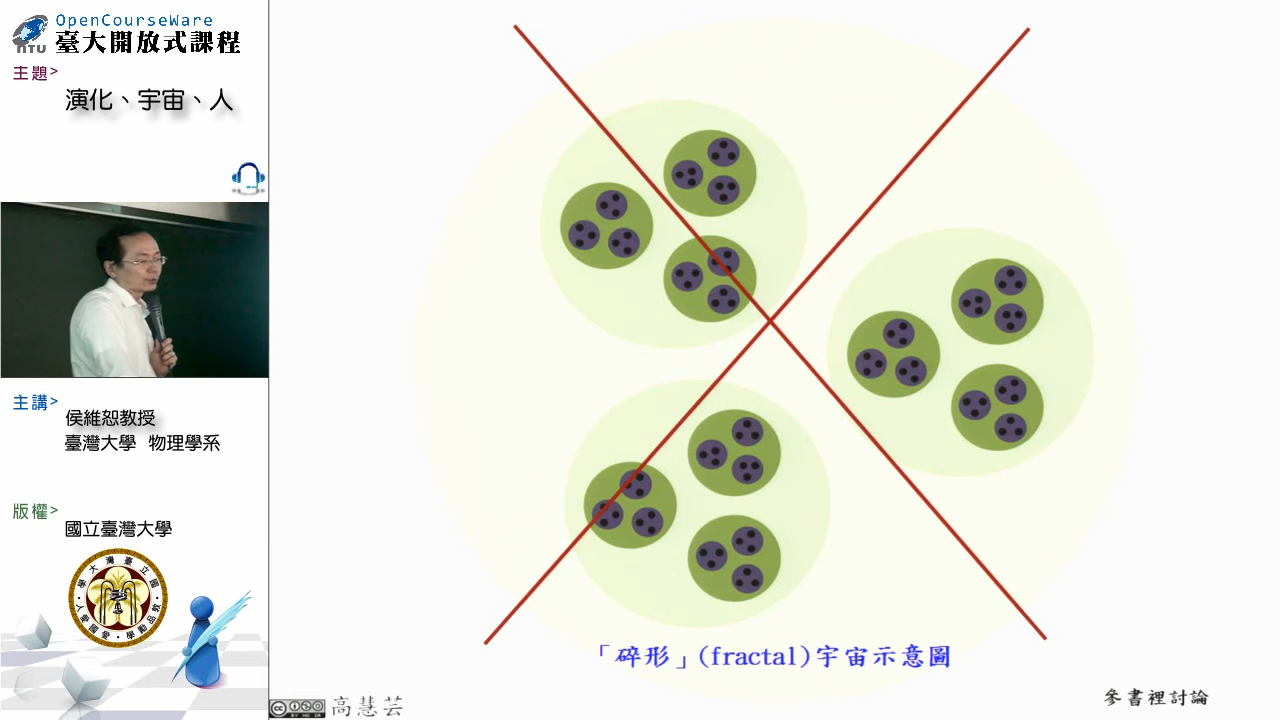 OpenCourseWare
NTU 臺大開放式課程
主題>
演化、宇宙、人
主講>
侯維恕教授
臺灣大學 物理學系
版權>
國立臺灣大學
「碎形」(fractal)宇宙示意圖
高慧芸
參書裡討論